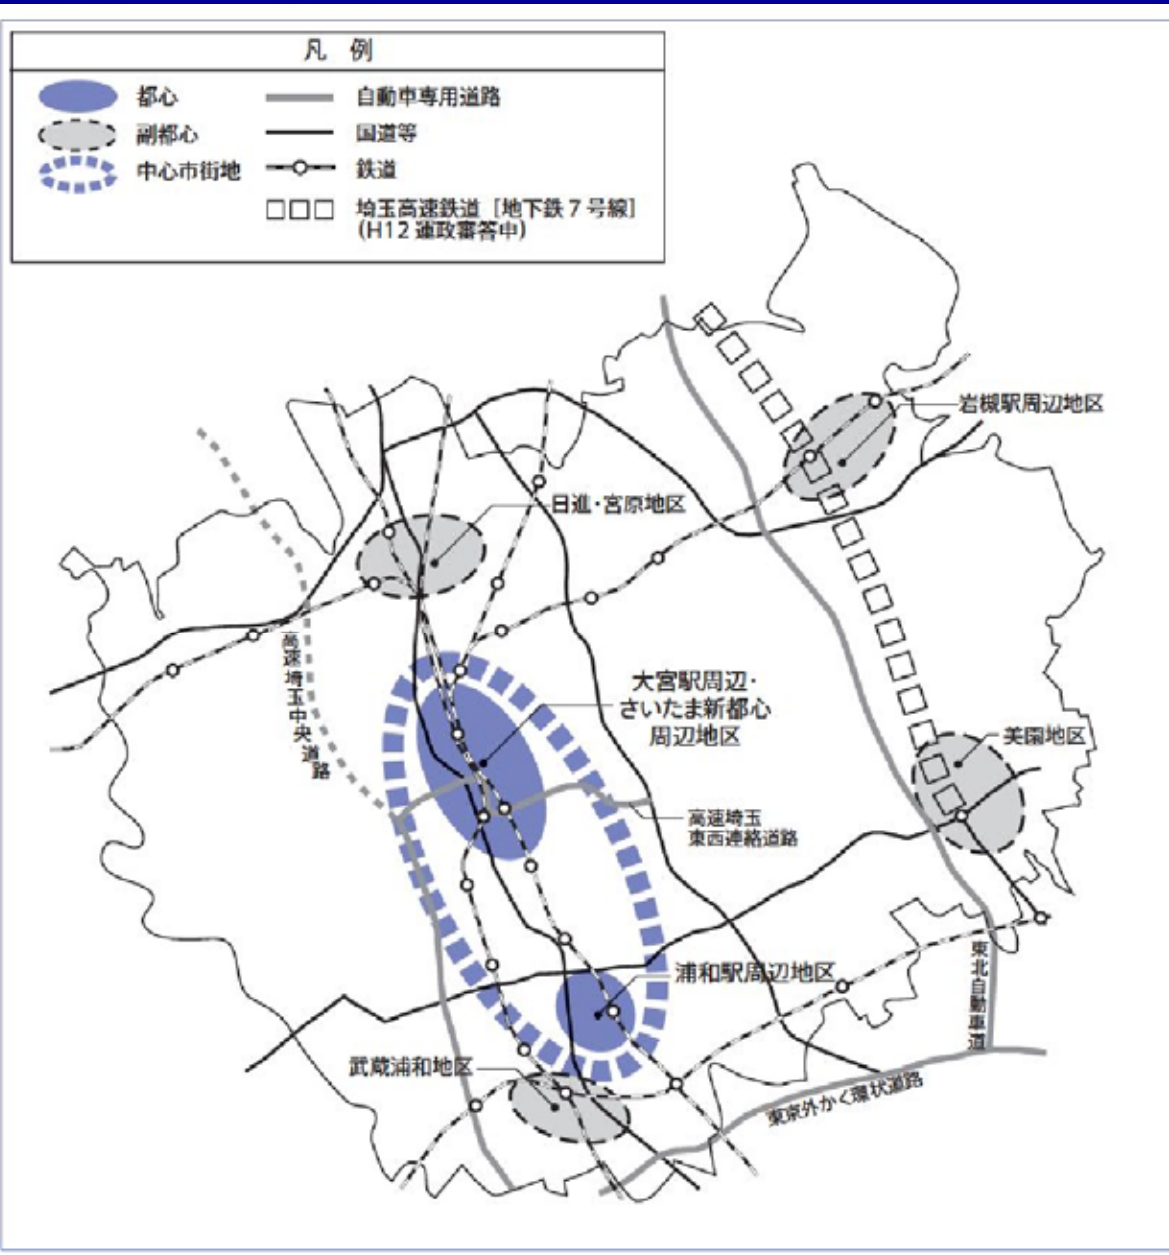 凡 例
都心
自動車専用道路
副都心
国道等
中心市街地
鉄道
埼玉高速鉄道［地下鉄７号線］
（H12 運政審答申）
岩槻駅周辺地区
日進・宮原地区
高速埼玉中央道路
大宮駅周辺・
さいたま新都心
周辺地区
美園地区
高速埼玉
東西連絡道路
浦和駅周辺地区
東北自動車道
武蔵浦和地区
東京外かく環状道路